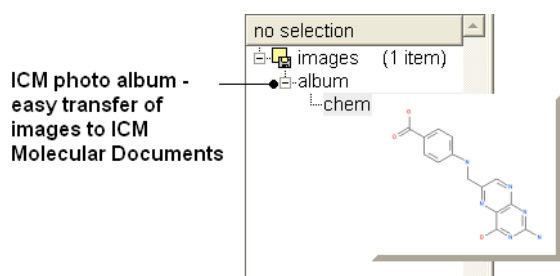 no selection
images (1 item)
album
chem
ICM photo album -
easy transfer of
images to ICM
Molecular Documents